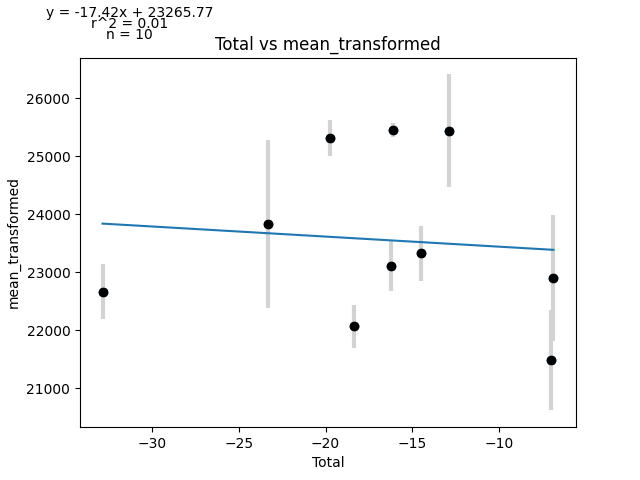 y = -17.42x + 23265.77
r^2 = 0.01
n = 10
Total vs mean_transformed
mean_transformed
26000
25000
24000
23000
22000
21000
−30
−25
−20
−15
−10
Total